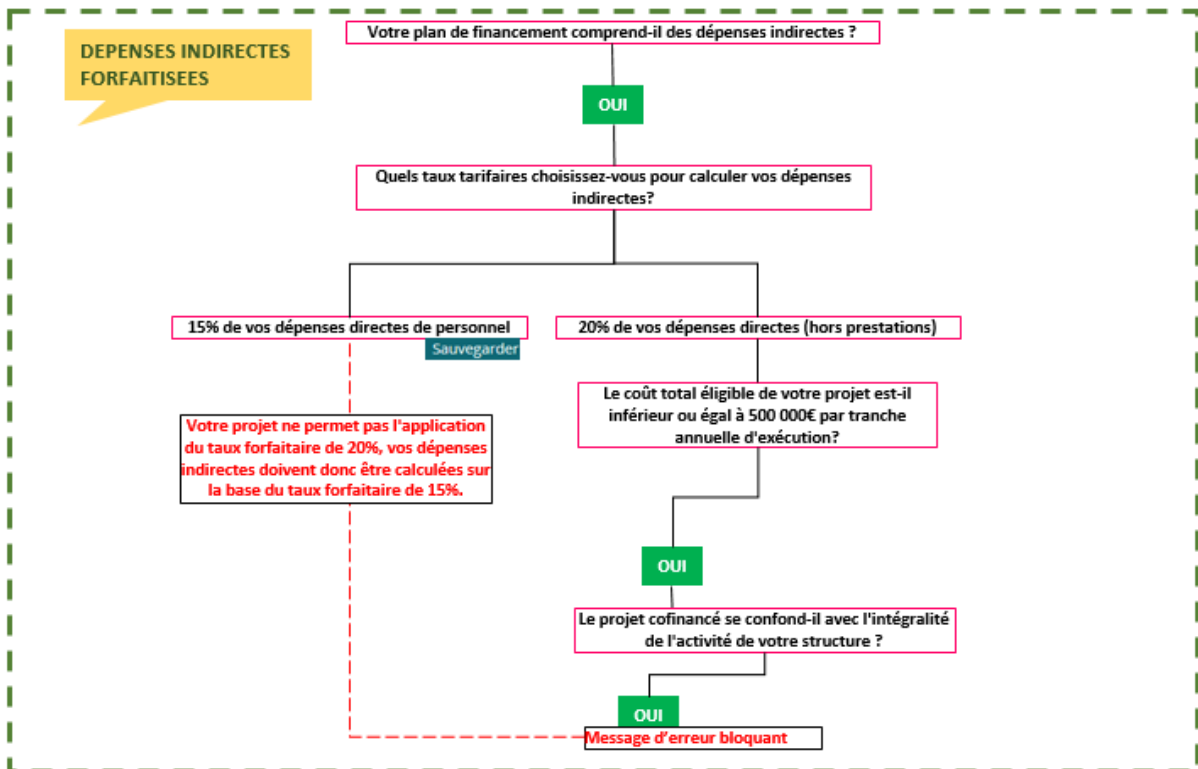 DEPENSES INDIRECTES
FORFAITISEES
Votre plan de financement comprend-il des dépenses indirectes ?
OUI
Quels taux tarifaires choisissez-vous pour calculer vos dépenses
indirectes?
15% de vos dépenses directes de personnel
Sauvegarder
20% de vos dépenses directes (hors prestations)
Le coût total éligible de votre projet est-il
inférieur ou égal à 500 000€ par tranche
annuelle d'exécution?
Votre projet ne permet pas l'application
du taux forfaitaire de 20%, vos dépenses
indirectes doivent donc être calculées sur
la base du taux forfaitaire de 15%.
OUI
Le projet cofinancé se confond-il avec l'intégralité
de l'activité de votre structure ?
OUI
Message d’erreur bloquant